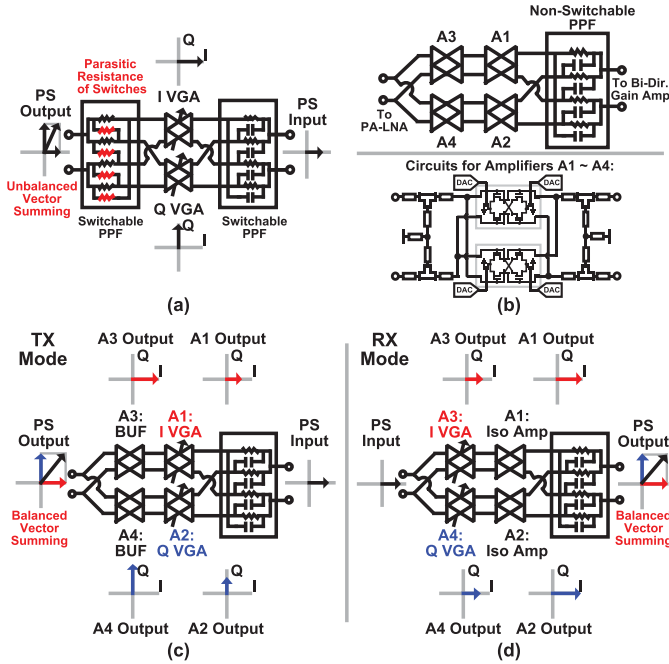 Q
I
Parasitic
Resistance
of Switches
I VGA
PS
Output
PS
Input
Unbalanced
Vector
Summing
Switchable
PPF
Q VGA
Q
I
Switchable
PPF
(a)
Non-Switchable
PPF
A3
A1
To
PA-LNA
To Bi-Dir.
Gain Amp
A4
A2
Circuits for Amplifiers A1 ~ A4:
DAC
DAC
DAC
DAC
(b)
TX
Mode
A3 Output
A1 Output
Q
I
Q
I
PS
Output
A3:
BUF
A1:
I VGA
PS
Input
Balanced
Vector
Summing
A4:
BUF
A2:
Q VGA
Q
I
Q
I
A4 Output
A2 Output
(c)
RX
Mode
A3 Output
A1 Output
Q
I
Q
I
PS
Input
A3:
I VGA
A1:
Iso Amp
PS
Output
A4:
Q VGA
A2:
Iso Amp
Balanced
Vector
Summing
Q
I
Q
I
A4 Output
A2 Output
(d)